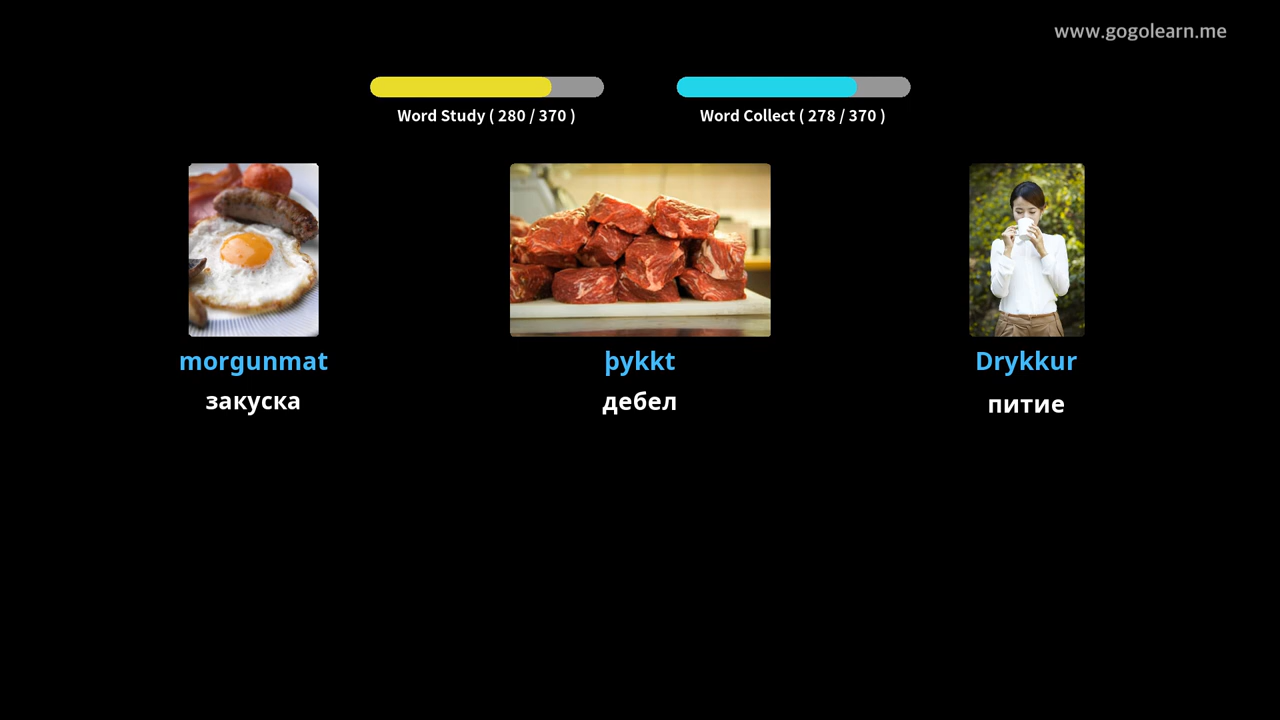 www.gogolearn.me
Word Study ( 280 / 370 )
Word Collect ( 278 / 370 )
morgunmat
þykkt
Drykkur
закуска
дебел
питие